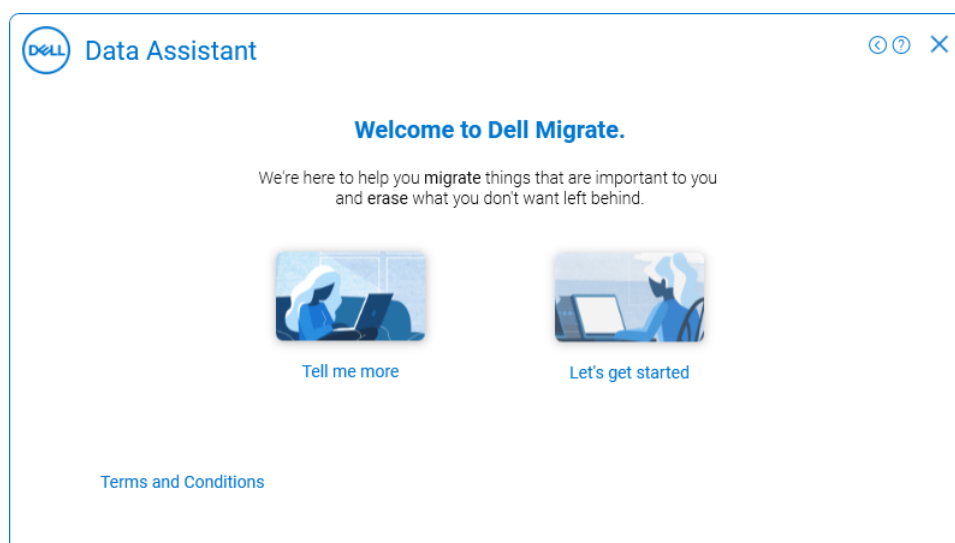 DELL
Data Assistant
Welcome to Dell Migrate.
We're here to help you migrate things that are important to you
and erase what you don't want left behind.
Tell me more
Let's get started
Terms and Conditions